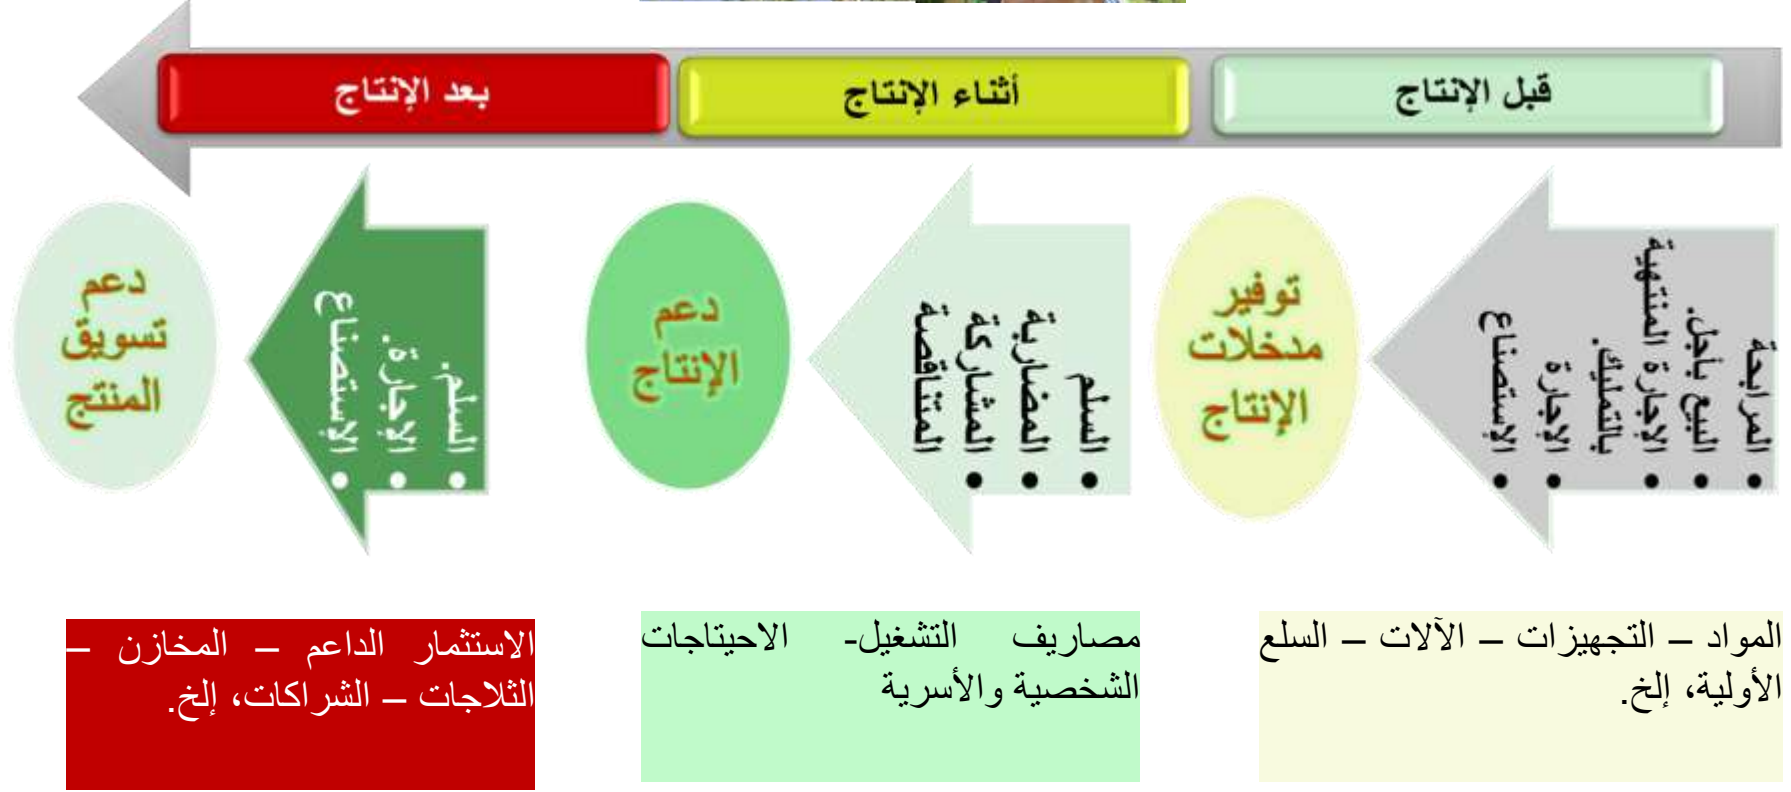 قبل الإنتاج
أثناء الإنتاج
بعد الإنتاج
• المرابحة
• البيع بأجل.
• الإجارة المنتهية
بالتمليك.
• الإجارة
• الإستصناع
توفير
مدخلات
الإنتاج
• السلم
• المضاربة
• المشاركة
المتناقصة
دعم
الإنتاج
• السلم.
• الإجارة.
• الإستصناع
دعم
تسويق
المنتج
المواد – التجهيزات – الآلات – السلع
الأولية، إلخ.
مصاريف التشغيل- الاحيتاجات
الشخصية والأسرية
الاستثمار الداعم – المخازن –
الثلاجات – الشراكات، إلخ.